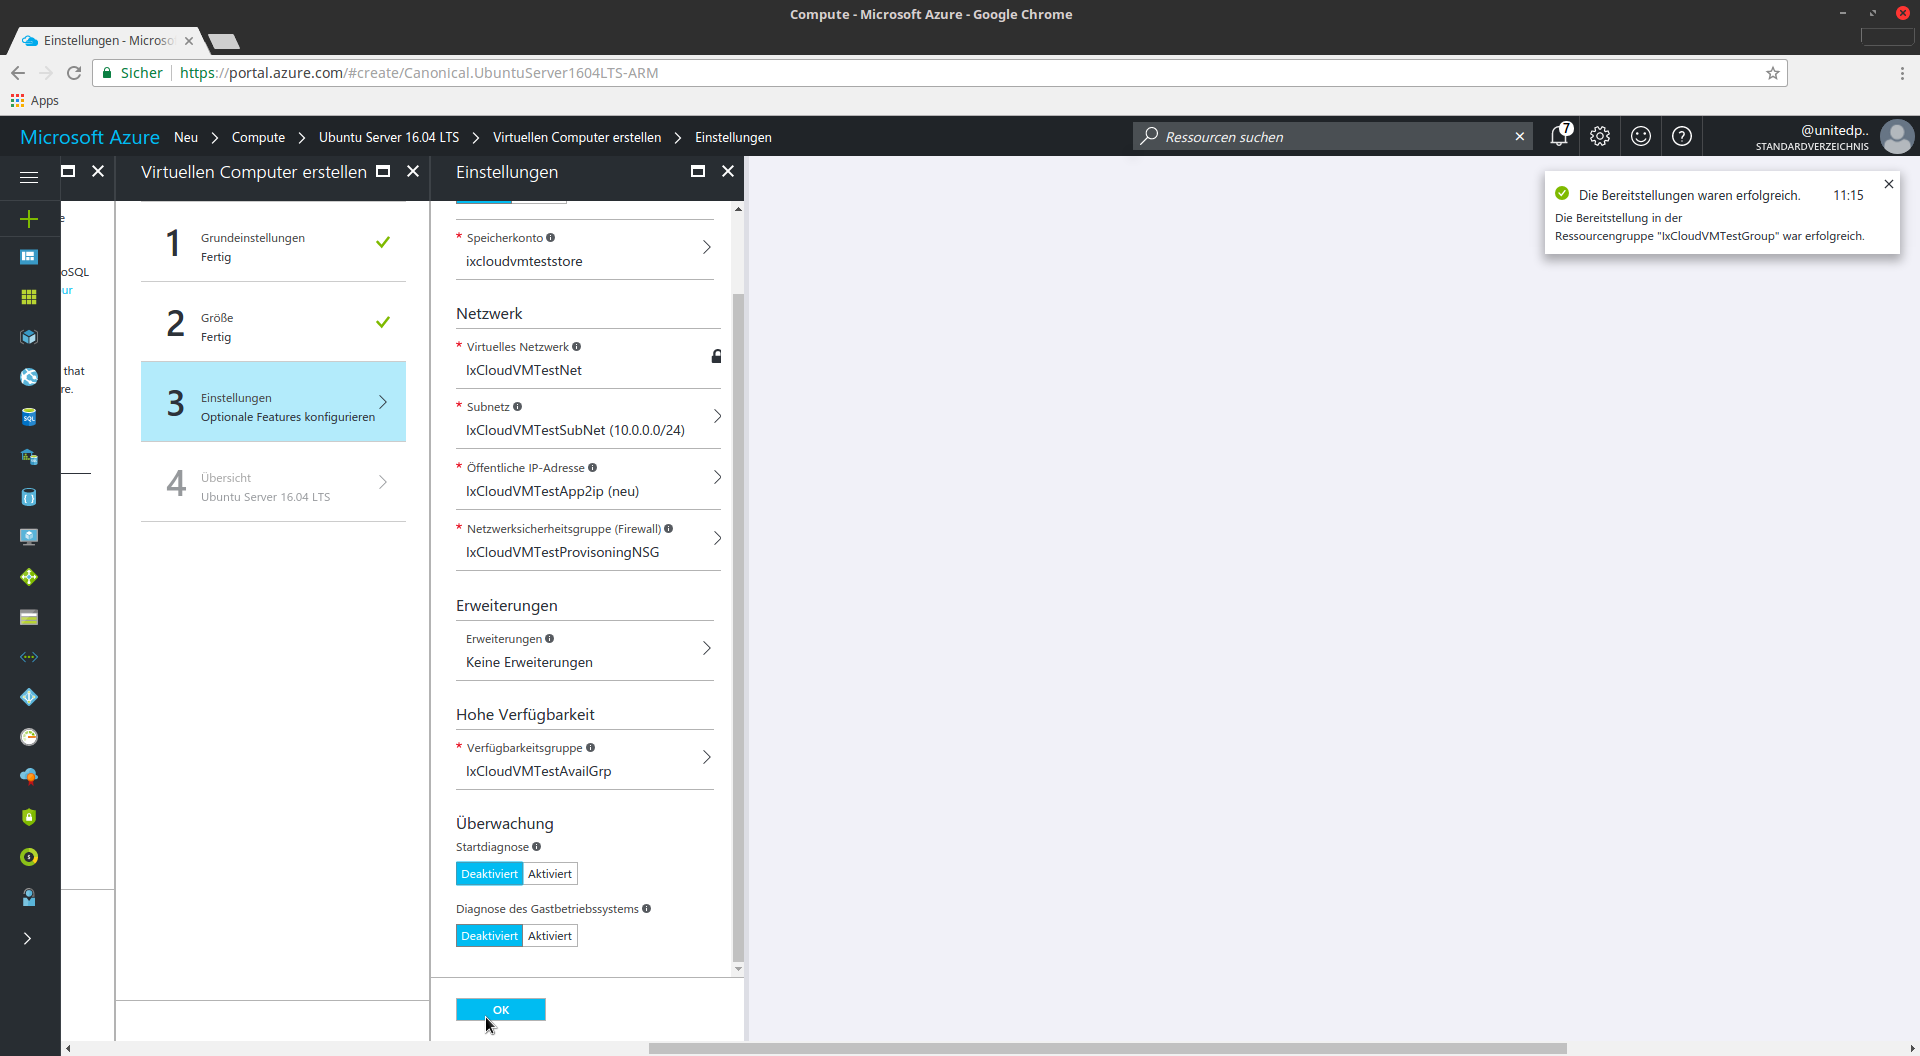 Compute - Microsoft Azure - Google Chrome
Einstellungen - Microso
Sicher https://portal.azure.com/#create/Canonical.UbuntuServer1604LTS-ARM
Apps
Microsoft Azure Neu Compute Ubuntu Server 16.04 LTS Virtuellen Computer erstellen Einstellungen
Ressourcen suchen
7
@unitedp..
STANDARDVERZEICHNIS
e
oSQL
ur
that
re.
SQL
Virtuellen Computer erstellen
1 Grundeinstellungen
Fertig
2 Größe
Fertig
3 Einstellungen
Optionale Features konfigurieren
4 Übersicht
Ubuntu Server 16.04 LTS
Einstellungen
* Speicherkonto
ixcloudvmteststore
Netzwerk
* Virtuelles Netzwerk
IxCloudVMTestNet
* Subnetz
IxCloudVMTestSubNet (10.0.0.0/24)
* Öffentliche IP-Adresse
IxCloudVMTestApp2ip (neu)
* Netzwerksicherheitsgruppe (Firewall)
IxCloudVMTestProvisoningNSG
Erweiterungen
Erweiterungen
Keine Erweiterungen
Hohe Verfügbarkeit
* Verfügbarkeitsgruppe
IxCloudVMTestAvailGrp
Überwachung
Startdiagnose
Deaktiviert Aktiviert
Diagnose des Gastbetriebssystems
Deaktiviert Aktiviert
OK
Die Bereitstellungen waren erfolgreich. 11:15
Die Bereitstellung in der
Ressourcengruppe "IxCloudVMTestGroup" war erfolgreich.